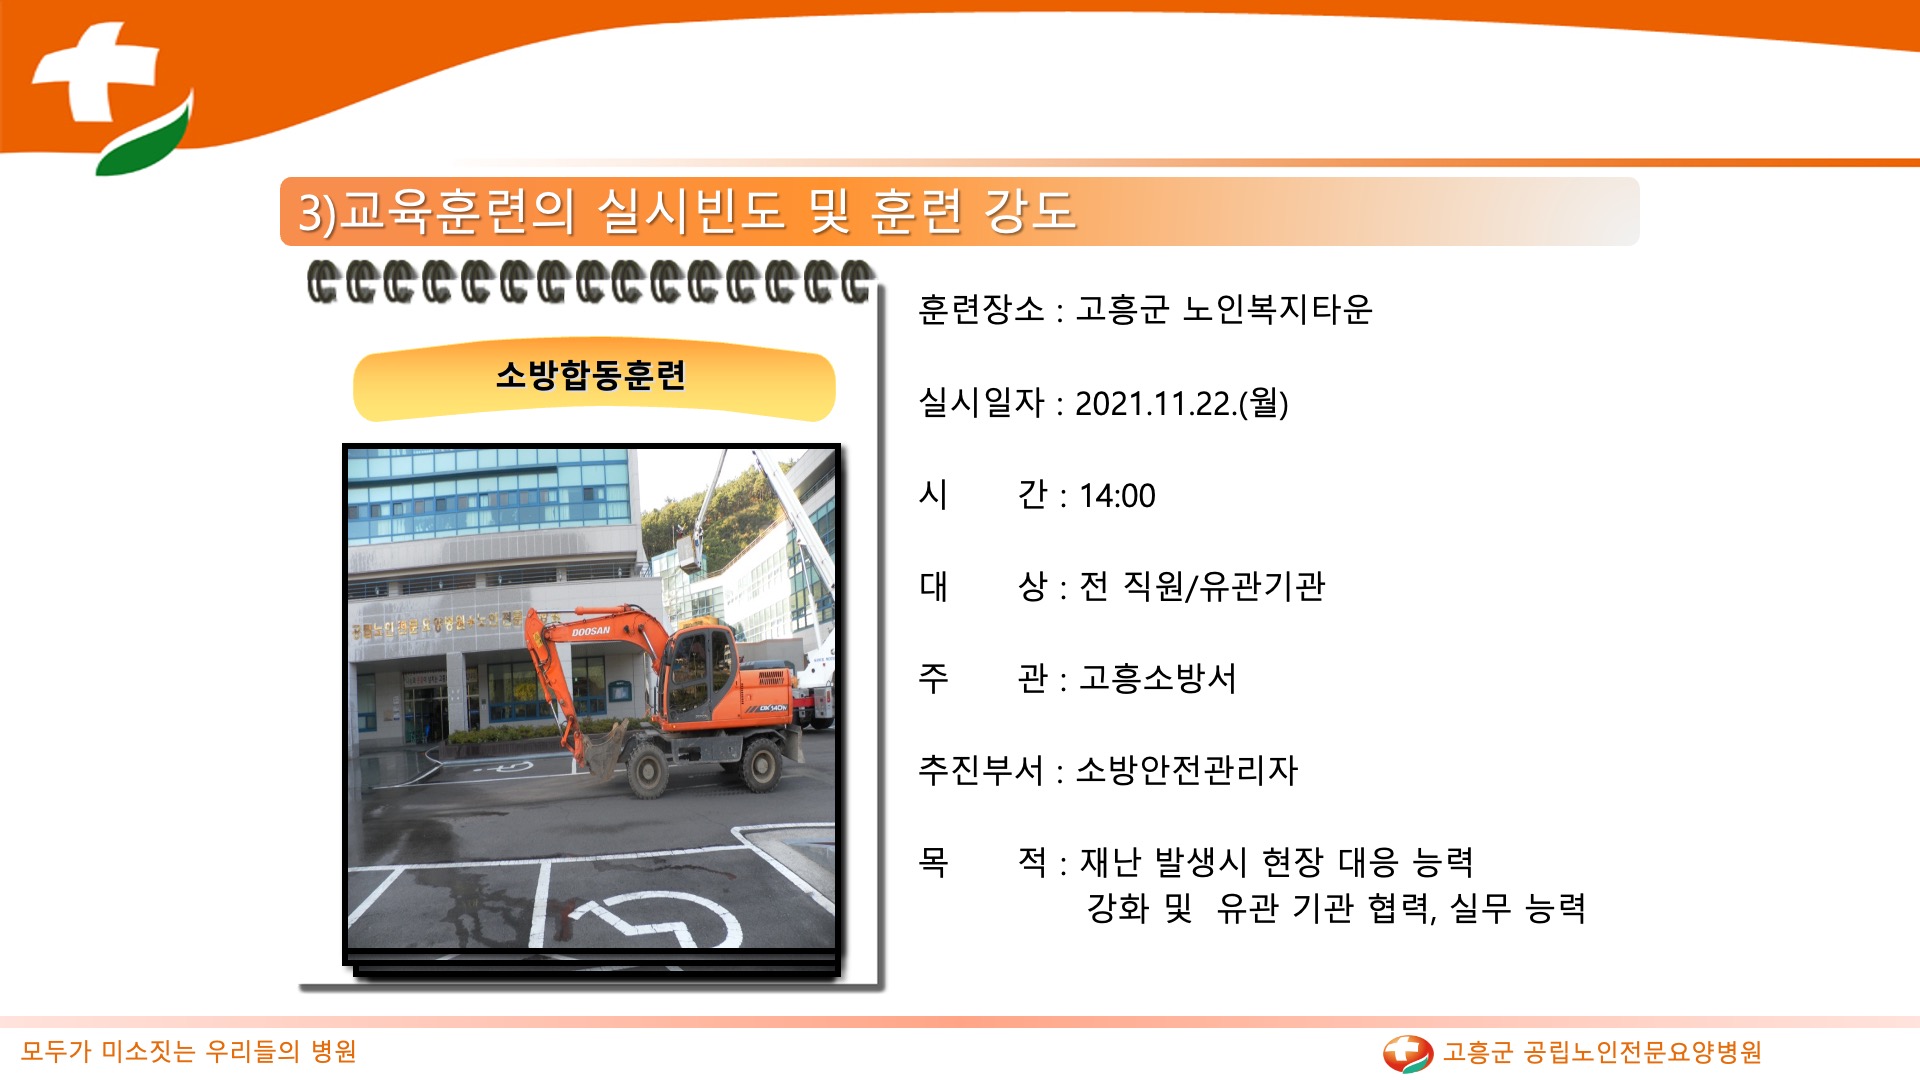 3)교육훈련의 실시빈도 및 훈련 강도
소방합동훈련
DOOSAN
훈련장소 : 고흥군 노인복지타운
실시일자 : 2021.11.22.(월)
시 간 : 14:00
대 상 : 전 직원/유관기관
주 관 : 고흥소방서
추진부서 : 소방안전관리자
목 적 : 재난 발생시 현장 대응 능력
강화 및 유관 기관 협력, 실무 능력
모두가 미소짓는 우리들의 병원
고흥군 공립노인전문요양병원